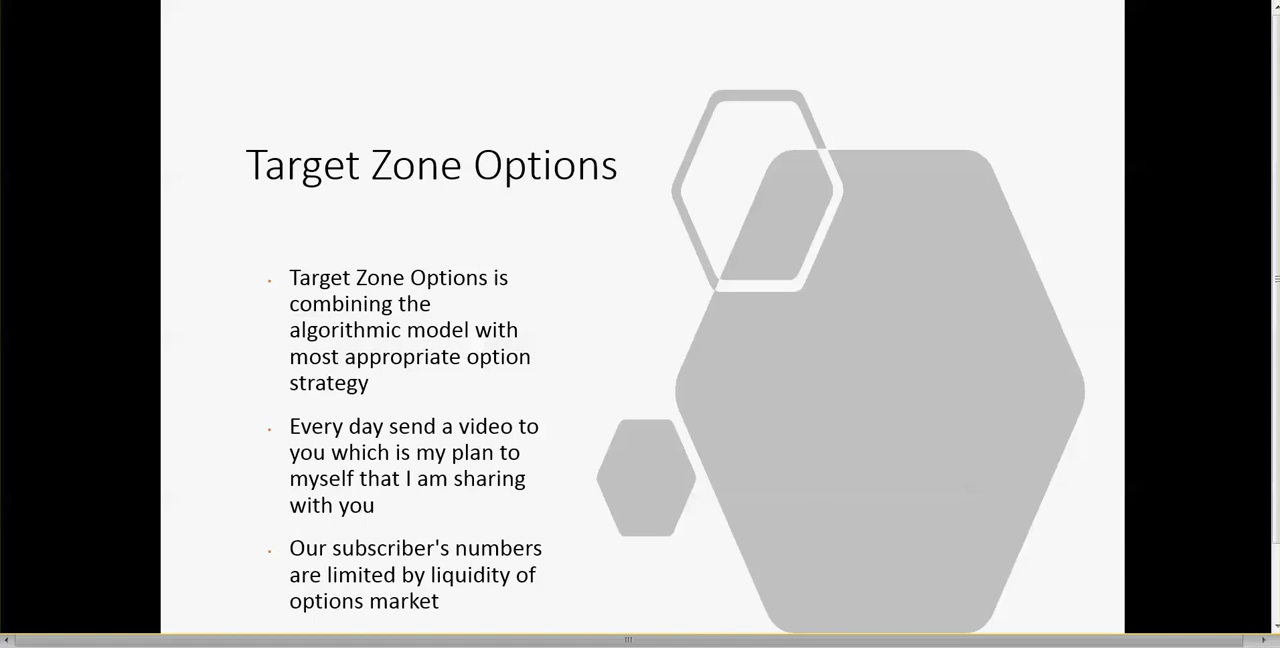 Target Zone Options
Target Zone Options is
combining the
algorithmic model with
most appropriate option
strategy
Every day send a video to
you which is my plan to
myself that I am sharing
with you
Our subscriber's numbers
are limited by liquidity of
options market